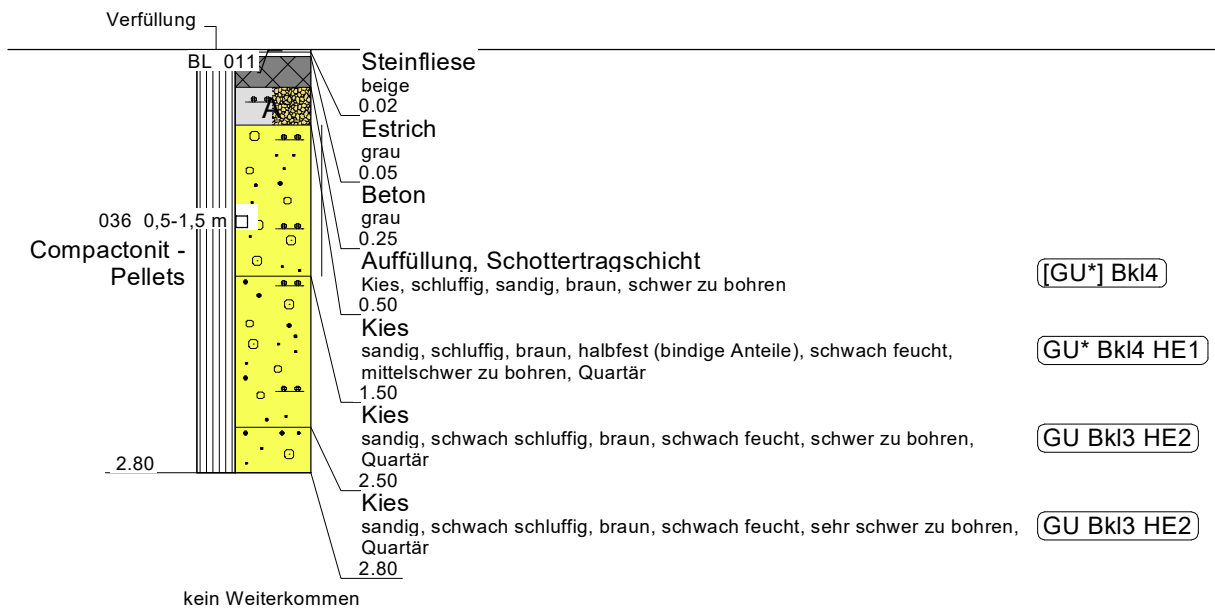 Verfüllung
BL 011
A
036 0,5-1,5 m
Compactonit -
Pellets
2.80
kein Weiterkommen
Steinfliese
beige
0.02
Estrich
grau
0.05
Beton
grau
0.25
Auffüllung, Schottertragschicht
Kies, schluffig, sandig, braun, schwer zu bohren
0.50
[GU*] Bkl4
Kies
sandig, schluffig, braun, halbfest (bindige Anteile), schwach feucht,
mittelschwer zu bohren, Quartär
1.50
GU* Bkl4 HE1
Kies
sandig, schwach schluffig, braun, schwach feucht, schwer zu bohren,
Quartär
2.50
GU Bkl3 HE2
Kies
sandig, schwach schluffig, braun, schwach feucht, sehr schwer zu bohren,
Quartär
2.80
GU Bkl3 HE2